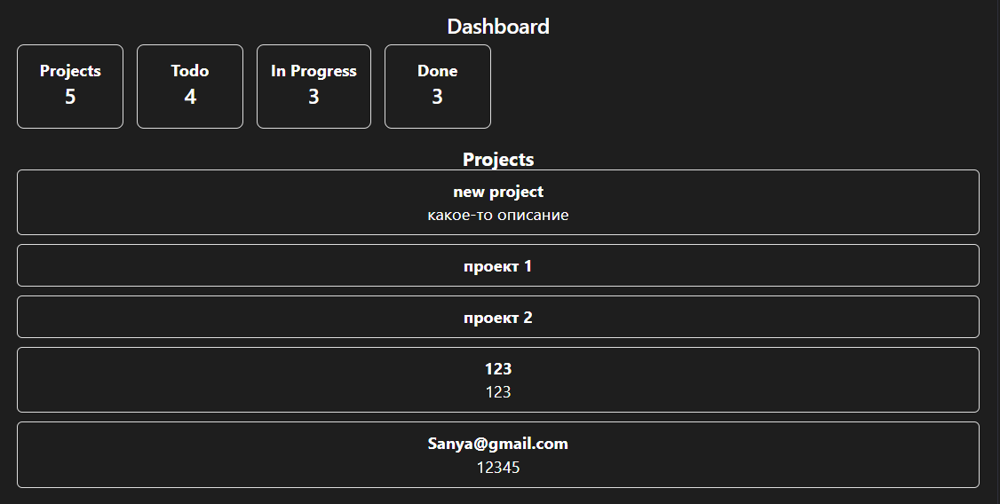 Dashboard
Projects
5
Todo
4
In Progress
3
Done
3
Projects
new project
какое-то описание
проект 1
проект 2
123
123
Sanya@gmail.com
12345